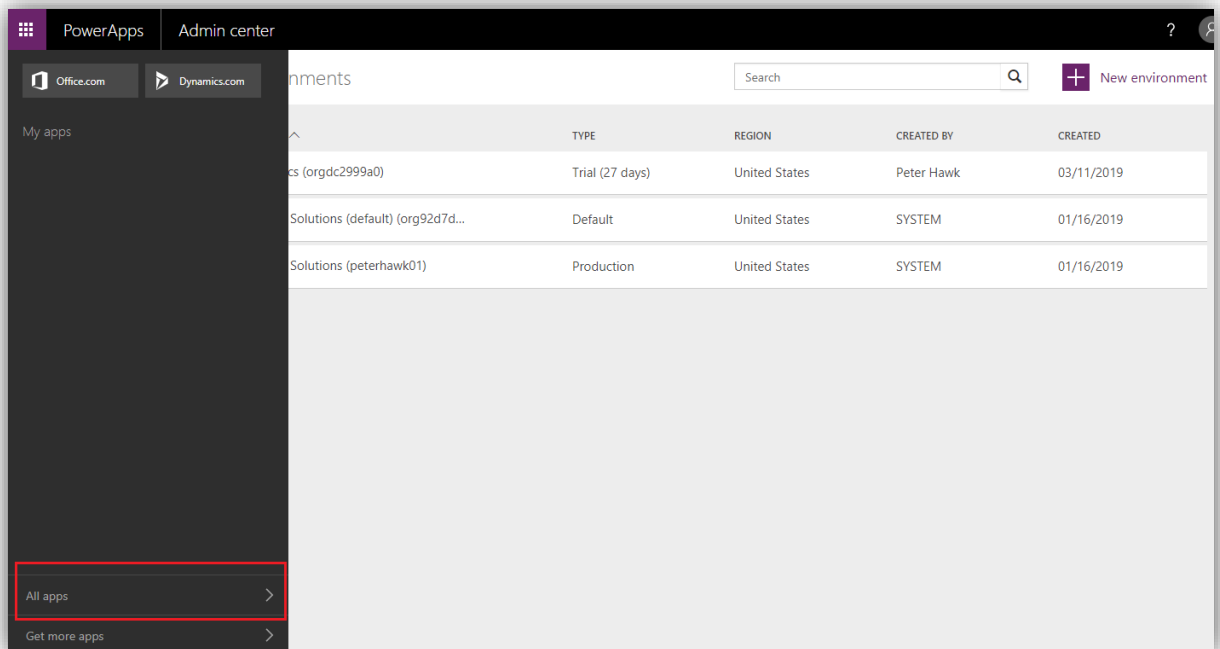 PowerApps Admin center ?
Office.com Dynamics.com
nments Search New environment
My apps
TYPE REGION CREATED BY CREATED
cs (orgdc2999a0) Trial (27 days) United States Peter Hawk 03/11/2019
Solutions (default) (org92d7d... Default United States SYSTEM 01/16/2019
Solutions (peterhawk01) Production United States SYSTEM 01/16/2019
All apps
Get more apps